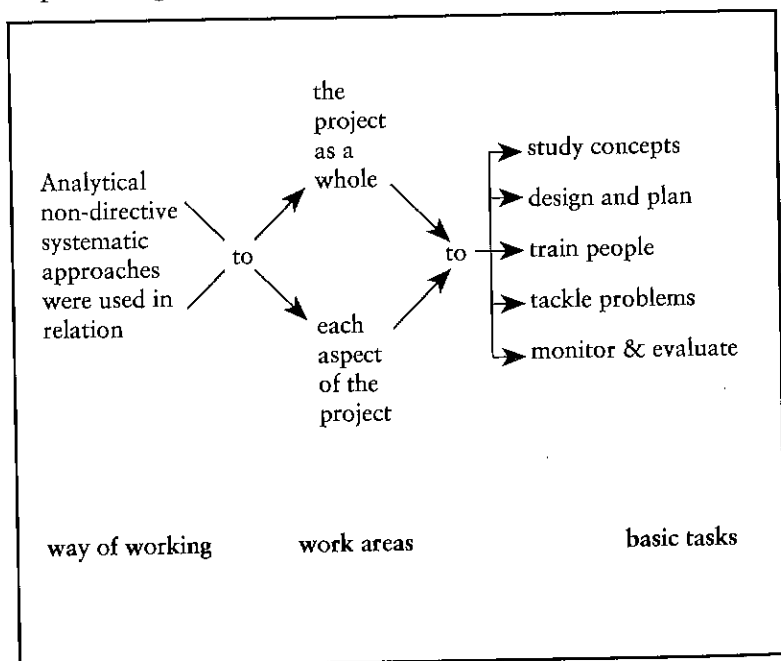 Analytical
non-directive
systematic
approaches
were used in
relation
to
the
project
as a
whole
each
aspect
of the
project
to
study concepts
design and plan
train people
tackle problems
monitor & evaluate
way of working
work areas
basic tasks